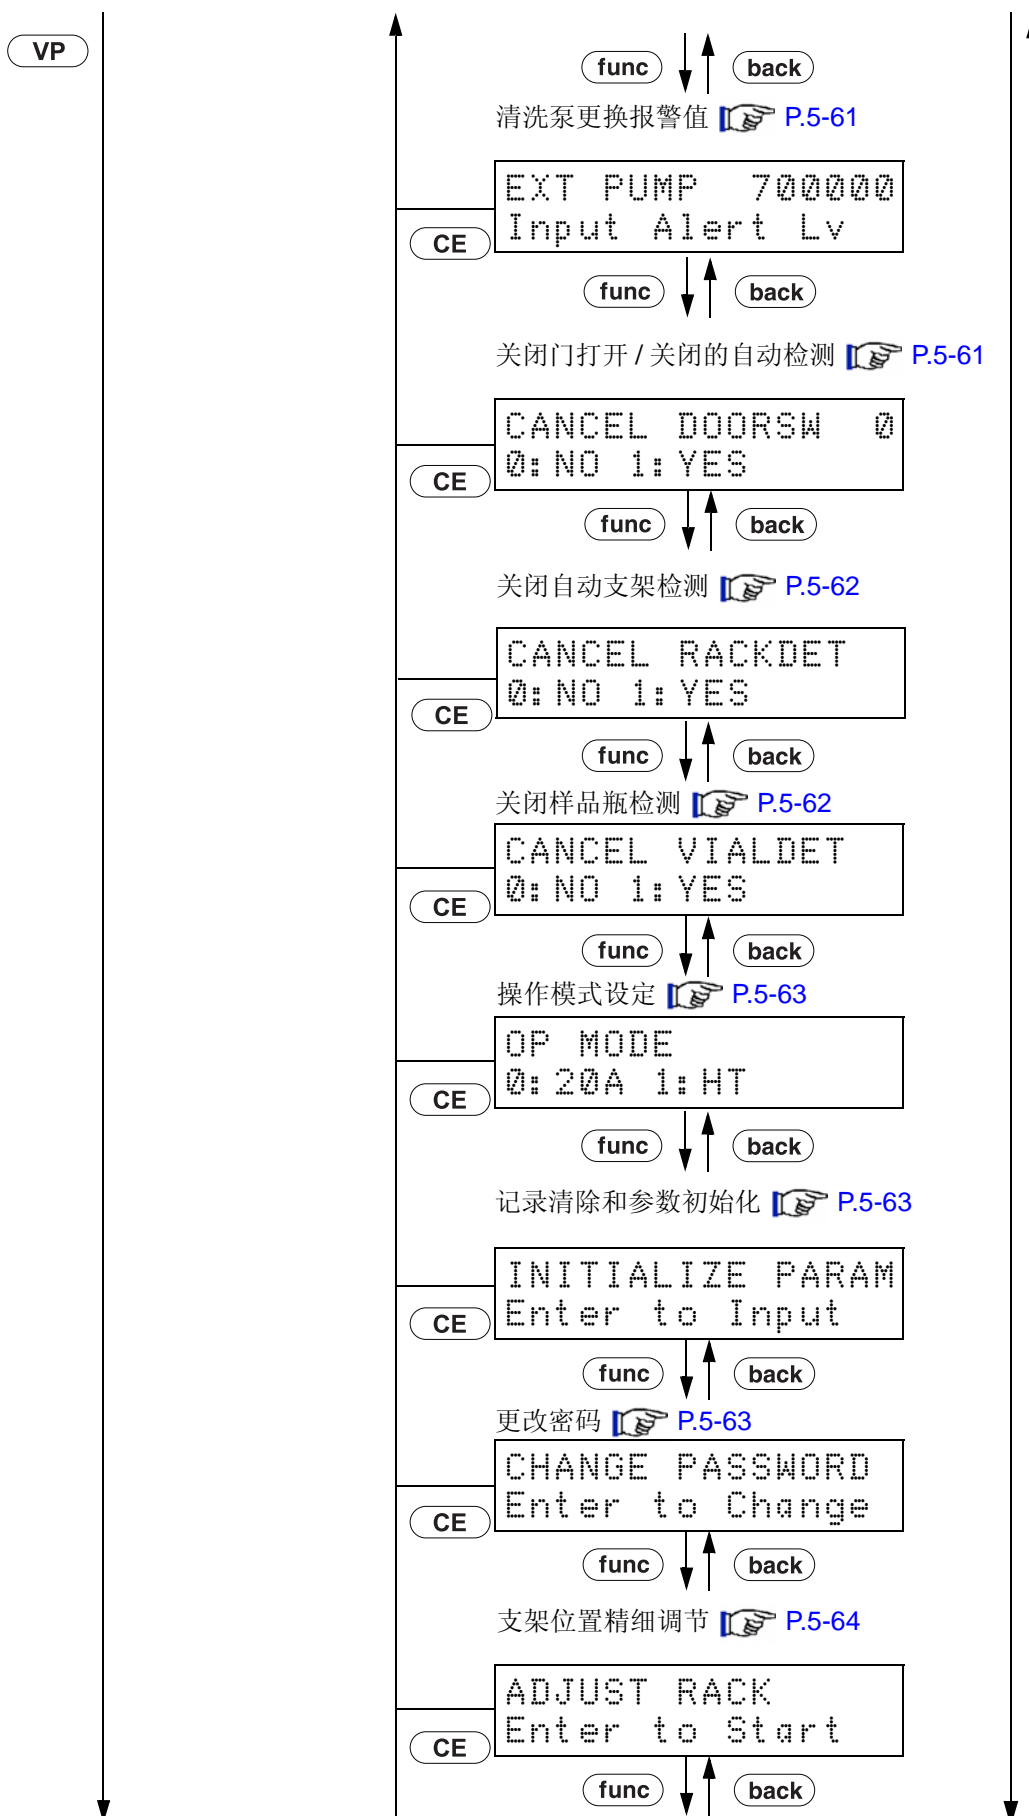 VP
func back
清洗泵更换报警值 P.5-61
EXT PUMP 700000
Input Alert Lv
CE
func back
关闭门打开 / 关闭的自动检测 P.5-61
CANCEL DOORSW 0
0:NO 1:YES
CE
func back
关闭自动支架检测 P.5-62
CANCEL RACKDET
0:NO 1:YES
CE
func back
关闭样品瓶检测 P.5-62
CANCEL VIALDET
0:NO 1:YES
CE
func back
操作模式设定 P.5-63
OP MODE
0:20A 1:HT
CE
func back
记录清除和参数初始化 P.5-63
INITIALIZE PARAM
Enter to Input
CE
func back
更改密码 P.5-63
CHANGE PASSWORD
Enter to Change
CE
func back
支架位置精细调节 P.5-64
ADJUST RACK
Enter to Start
CE
func back